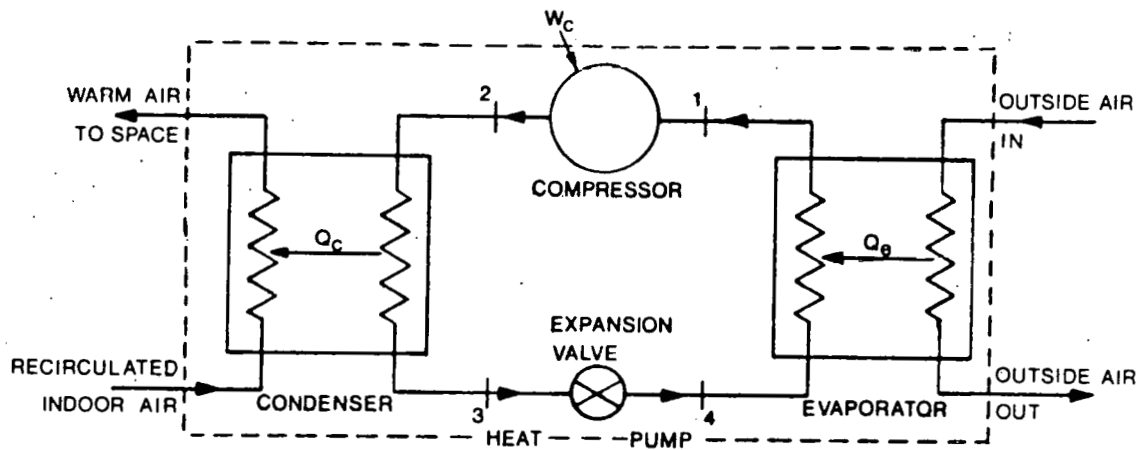 W_C
WARM AIR
TO SPACE
2
1
OUTSIDE AIR
IN
COMPRESSOR
Q_C
Q_e
EXPANSION
VALVE
RECIRCULATED
INDOOR AIR
CONDENSER
3
4
EVAPORATOR
OUTSIDE AIR
OUT
HEAT PUMP